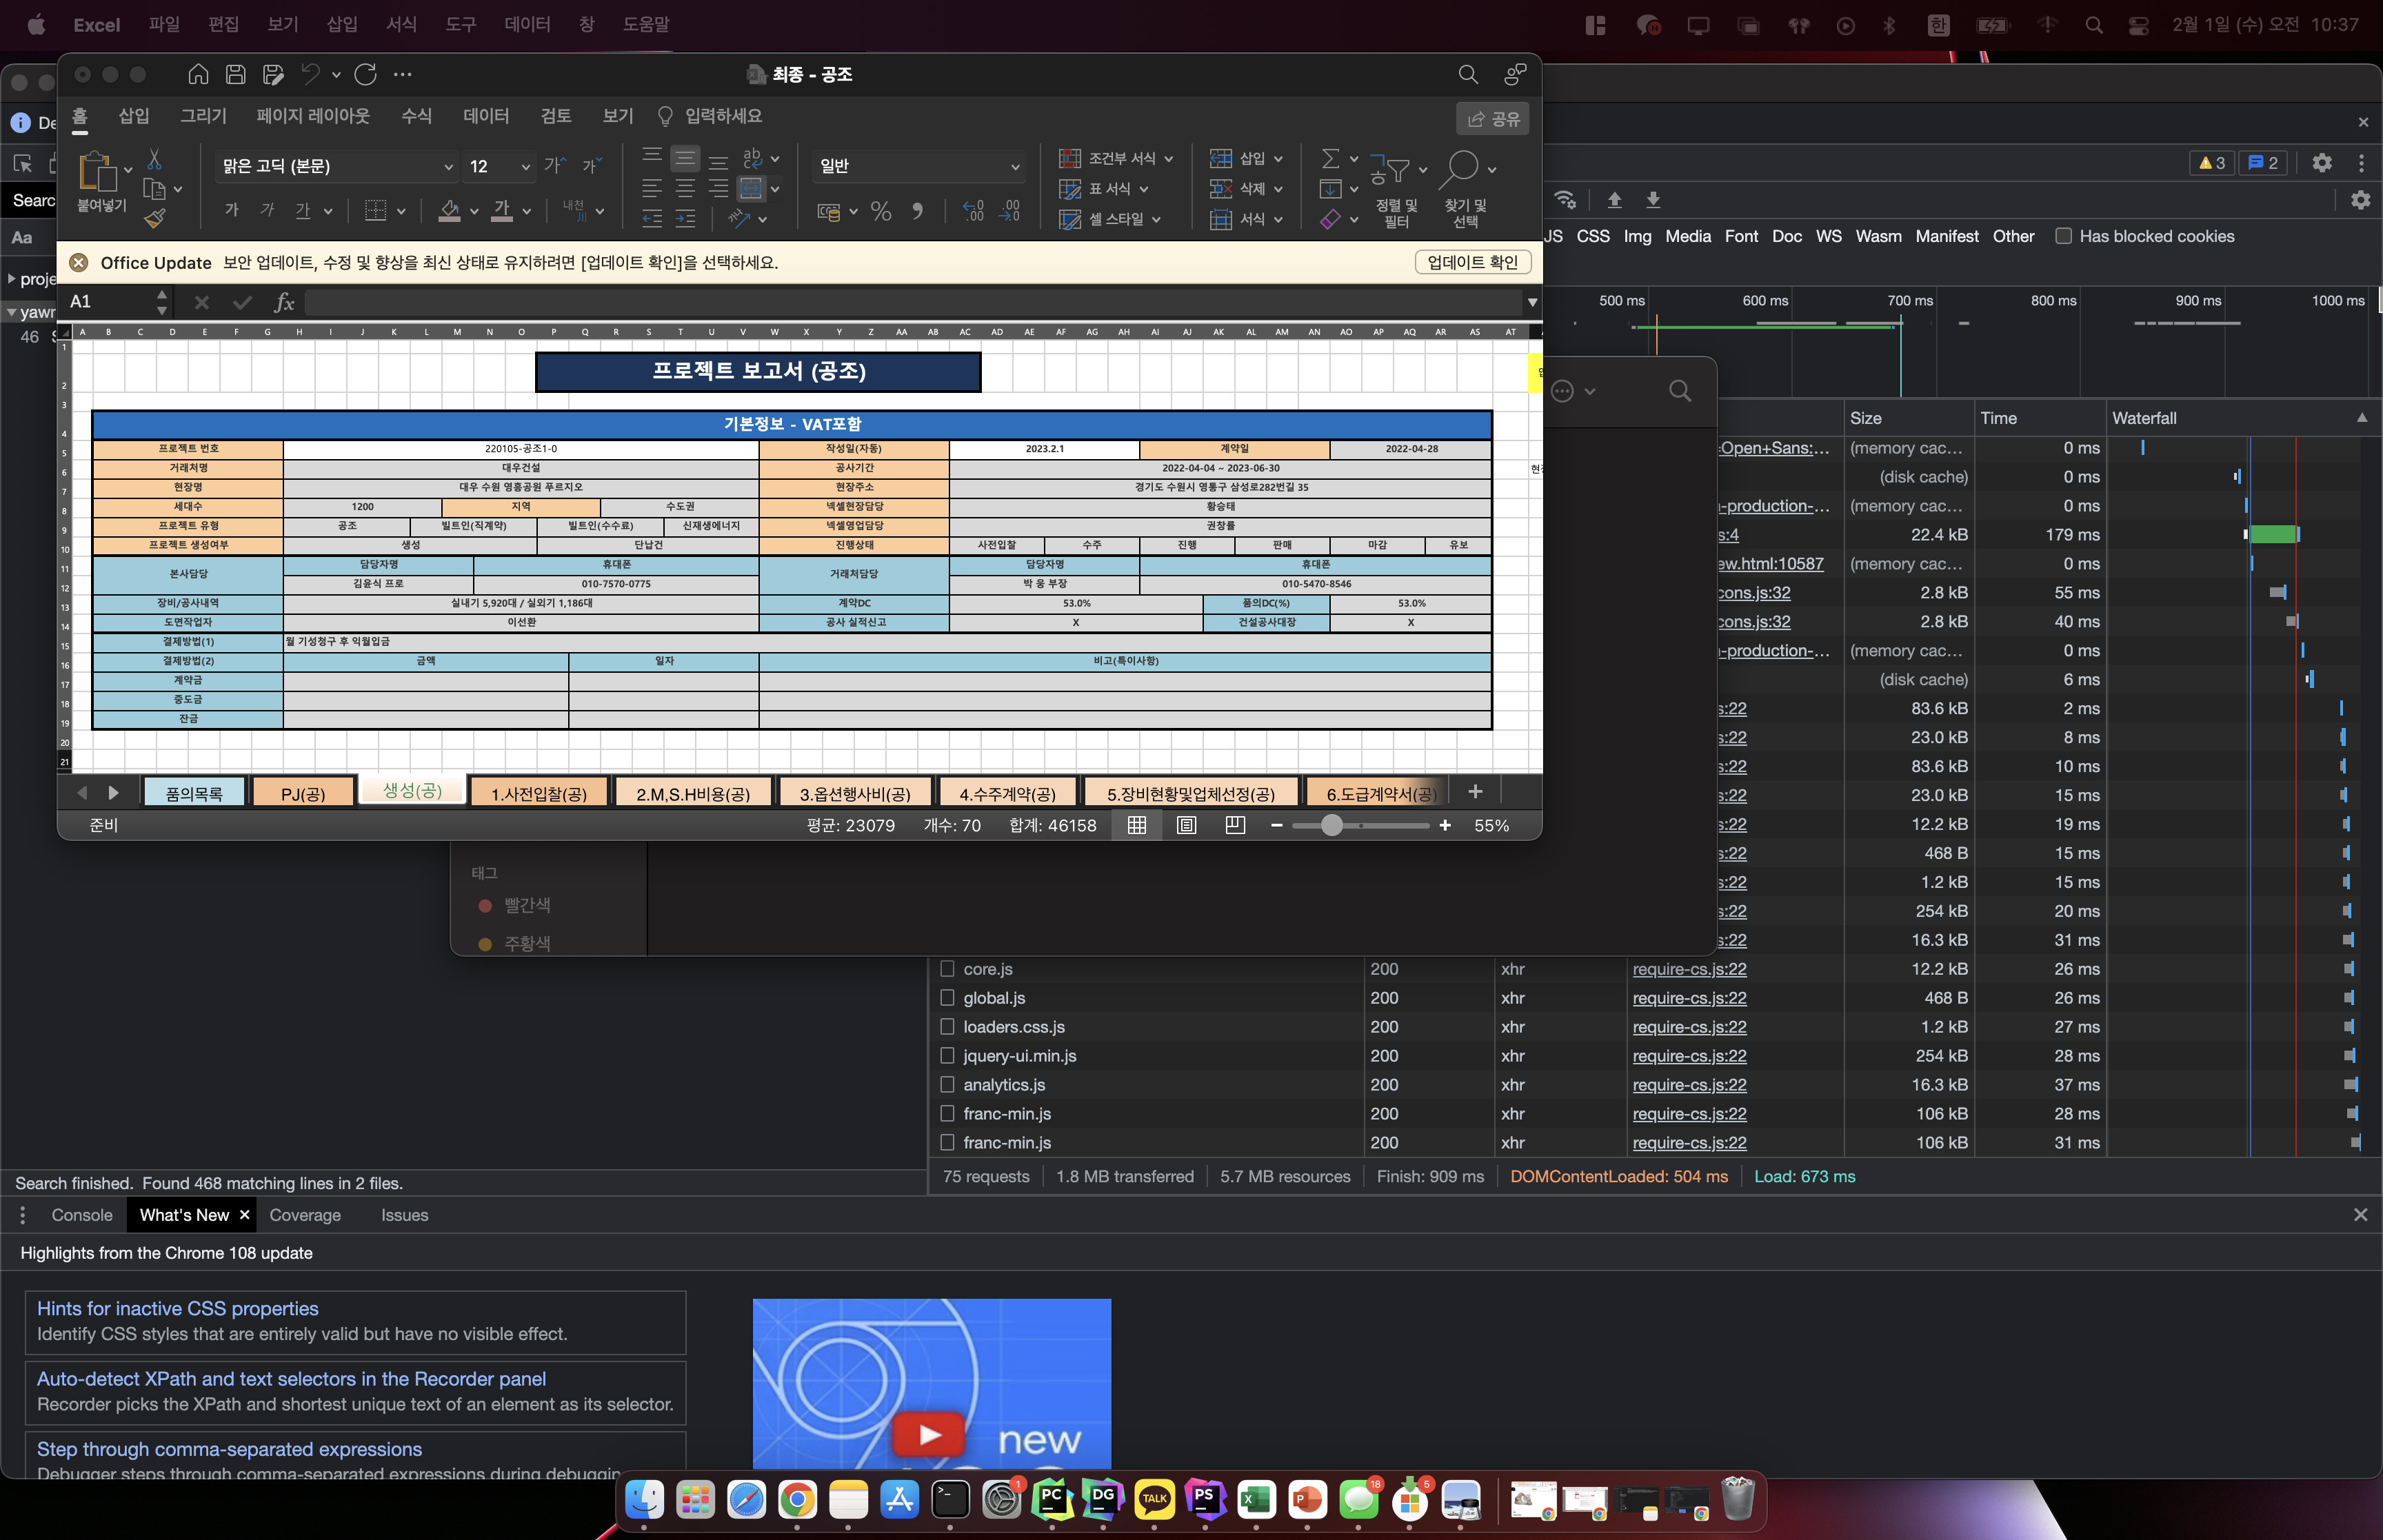 Excel 파일 편집 보기 삽입 서식 도구 데이터 창 도움말 한 2월 1일 (수) 오전 10:37
최종 - 공조
홈 삽입 그리기 페이지 레이아웃 수식 데이터 검토 보기 입력하세요 공유
붙여넣기 맑은 고딕 (본문) 12 일반 조건부 서식 표 서식 셀 스타일 삽입 삭제 서식 정렬 및 필터 찾기 및 선택
Office Update 보안 업데이트, 수정 및 향상을 최신 상태로 유지하려면 [업데이트 확인]을 선택하세요. 업데이트 확인
A1 fx
A B C D E F G H I J K L M N O P Q R S T U V W X Y Z AA AB AC AD AE AF AG AH AI AJ AK AL AM AN AO AP AQ AR AS AT
프로젝트 보고서 (공조)
기본정보 - VAT포함
프로젝트 번호 220105-공조1-0 작성일(자동) 2023.2.1 계약일 2022-04-28
거래처명 대우건설 공사기간 2022-04-04 ~ 2023-06-30
현장명 대우 수원 영흥공원 푸르지오 현장주소 경기도 수원시 영통구 삼성로282번길 35
세대수 1200 지역 수도권 넥셀현장담당 황승태
프로젝트 유형 공조 빌트인(직계약) 빌트인(수수료) 신재생에너지 넥셀영업담당 권창률
프로젝트 생성여부 생성 단납건 진행상태 사전입찰 수주 진행 판매 마감 유보
본사담당 담당자명 휴대폰 거래처담당 담당자명 휴대폰
김윤식 프로 010-7570-0775 박 웅 부장 010-5470-8546
장비/공사내역 실내기 5,920대 / 실외기 1,186대 계약DC 53.0% 품의DC(%) 53.0%
도면작업자 이선환 공사 실적신고 X 건설공사대장 X
결제방법(1) 월 기성청구 후 익월입금
결제방법(2) 금액 일자 비고(특이사항)
계약금
중도금
잔금
품의목록 PJ(공) 생성(공) 1.사전입찰(공) 2.M,S.H비용(공) 3.옵션행사비(공) 4.수주계약(공) 5.장비현황및업체선정(공) 6.도급계약서(공)
준비 평균: 23079 개수: 70 합계: 46158 55%
태그
빨간색
주황색
3 2
Aa
46
JS CSS Img Media Font Doc WS Wasm Manifest Other Has blocked cookies
500 ms 600 ms 700 ms 800 ms 900 ms 1000 ms
Size Time Waterfall
=Open+Sans:... (memory cac... 0 ms
(disk cache) 0 ms
-production-... (memory cac... 0 ms
s:4 22.4 kB 179 ms
ew.html:10587 (memory cac... 0 ms
cons.js:32 2.8 kB 55 ms
cons.js:32 2.8 kB 40 ms
-production-... (memory cac... 0 ms
(disk cache) 6 ms
s:22 83.6 kB 2 ms
s:22 23.0 kB 8 ms
s:22 83.6 kB 10 ms
s:22 23.0 kB 15 ms
s:22 12.2 kB 19 ms
s:22 468 B 15 ms
s:22 1.2 kB 15 ms
s:22 254 kB 20 ms
s:22 16.3 kB 31 ms
core.js 200 xhr require-cs.js:22 12.2 kB 26 ms
global.js 200 xhr require-cs.js:22 468 B 26 ms
loaders.css.js 200 xhr require-cs.js:22 1.2 kB 27 ms
jquery-ui.min.js 200 xhr require-cs.js:22 254 kB 28 ms
analytics.js 200 xhr require-cs.js:22 16.3 kB 37 ms
franc-min.js 200 xhr require-cs.js:22 106 kB 28 ms
franc-min.js 200 xhr require-cs.js:22 106 kB 31 ms
75 requests 1.8 MB transferred 5.7 MB resources Finish: 909 ms DOMContentLoaded: 504 ms Load: 673 ms
Search finished. Found 468 matching lines in 2 files.
Console What's New Coverage Issues
Highlights from the Chrome 108 update
Hints for inactive CSS properties
Identify CSS styles that are entirely valid but have no visible effect.
Auto-detect XPath and text selectors in the Recorder panel
Recorder picks the XPath and shortest unique text of an element as its selector.
Step through comma-separated expressions
Debugger steps through comma-separated expressions during debugging
new
1 PC DG TALK PS X P 18 5